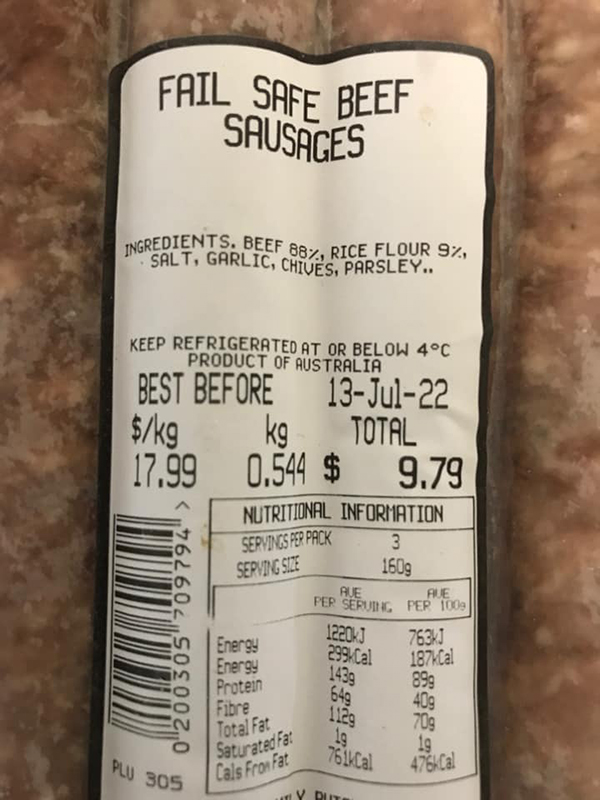 FAIL SAFE BEEF
SAUSAGES
INGREDIENTS. BEEF 88%, RICE FLOUR 9%,
SALT, GARLIC, CHIVES, PARSLEY..
KEEP REFRIGERATED AT OR BELOW 4°C
PRODUCT OF AUSTRALIA
BEST BEFORE 13-Jul-22
$/kg kg TOTAL
17.99 0.544 $ 9.79
NUTRITIONAL INFORMATION
SERVINGS PER PACK 3
SERVING SIZE 160g
AVE AVE
PER SERVING PER 100g
Energy 1220kJ 763kJ
Energy 299kCal 187kCal
Protein 143g 89g
Fibre 64g 40g
Total Fat 112g 70g
Saturated Fat 1g 1g
Cals From Fat 761kCal 476kCal
0 200305 709794 >
PLU 305